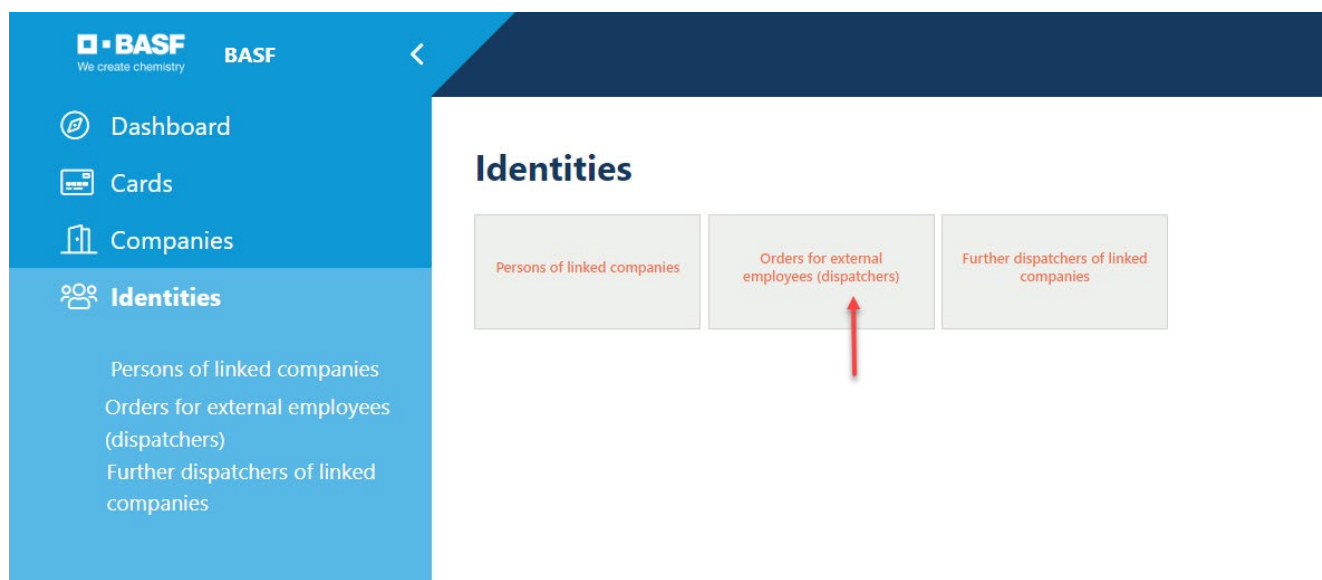 BASF
We create chemistry
BASF
Dashboard
Cards
Companies
Identities
Persons of linked companies
Orders for external employees
(dispatchers)
Further dispatchers of linked
companies
Identities
Persons of linked companies
Orders for external
employees (dispatchers)
Further dispatchers of linked
companies